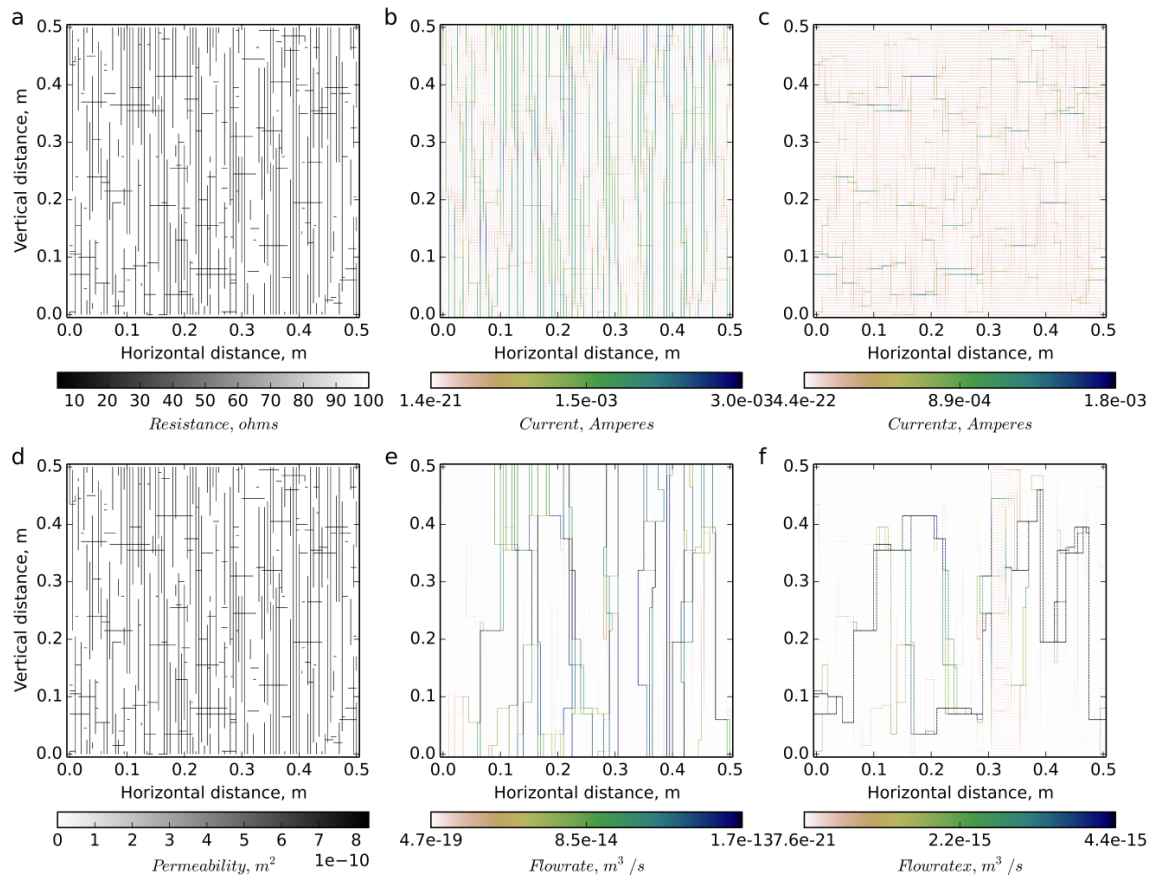 a
b
c
0.5
0.4
0.3
0.2
0.1
0.0
Vertical distance, m
0.0 0.1 0.2 0.3 0.4 0.5
Horizontal distance, m
0.5
0.4
0.3
0.2
0.1
0.0
0.0 0.1 0.2 0.3 0.4 0.5
Horizontal distance, m
0.5
0.4
0.3
0.2
0.1
0.0
0.0 0.1 0.2 0.3 0.4 0.5
Horizontal distance, m
10 20 30 40 50 60 70 80 90 100
Resistance, ohms
1.4e-21 1.5e-03 3.0e-03
Current, Amperes
4.4e-22 8.9e-04 1.8e-03
Currentx, Amperes
d
e
f
0.5
0.4
0.3
0.2
0.1
0.0
Vertical distance, m
0.0 0.1 0.2 0.3 0.4 0.5
Horizontal distance, m
0.5
0.4
0.3
0.2
0.1
0.0
0.0 0.1 0.2 0.3 0.4 0.5
Horizontal distance, m
0.5
0.4
0.3
0.2
0.1
0.0
0.0 0.1 0.2 0.3 0.4 0.5
Horizontal distance, m
0 1 2 3 4 5 6 7 8
1e−10
Permeability, m²
4.7e-19 8.5e-14 1.7e-13
Flowrate, m³ /s
7.6e-21 2.2e-15 4.4e-15
Flowratex, m³ /s